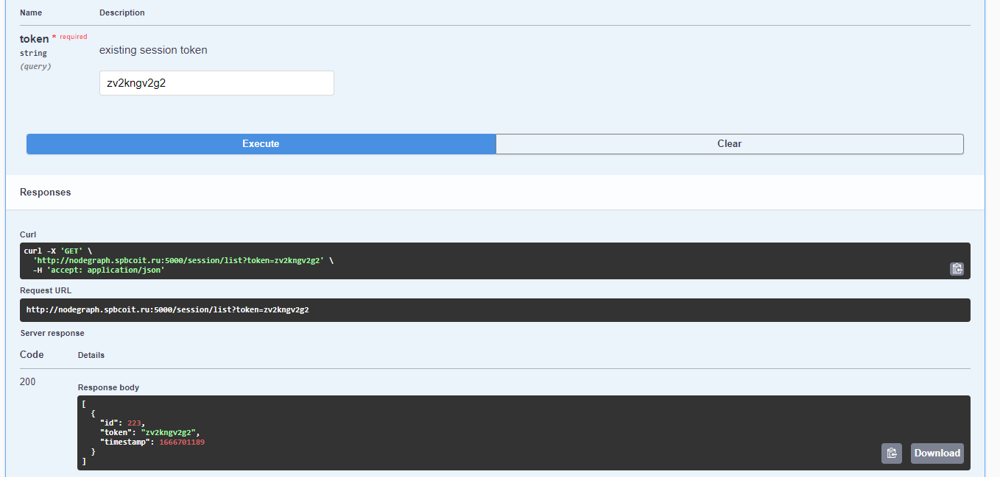 Name Description
token * required
string
(query)
existing session token
zv2kngv2g2
Execute Clear
Responses
Curl
curl -X 'GET' \
'http://nodegraph.spbcoit.ru:5000/session/list?token=zv2kngv2g2' \
-H 'accept: application/json'
Request URL
http://nodegraph.spbcoit.ru:5000/session/list?token=zv2kngv2g2
Server response
Code Details
200
Response body
[
{
"id": 223,
"token": "zv2kngv2g2",
"timestamp": 1666701189
}
]
Download